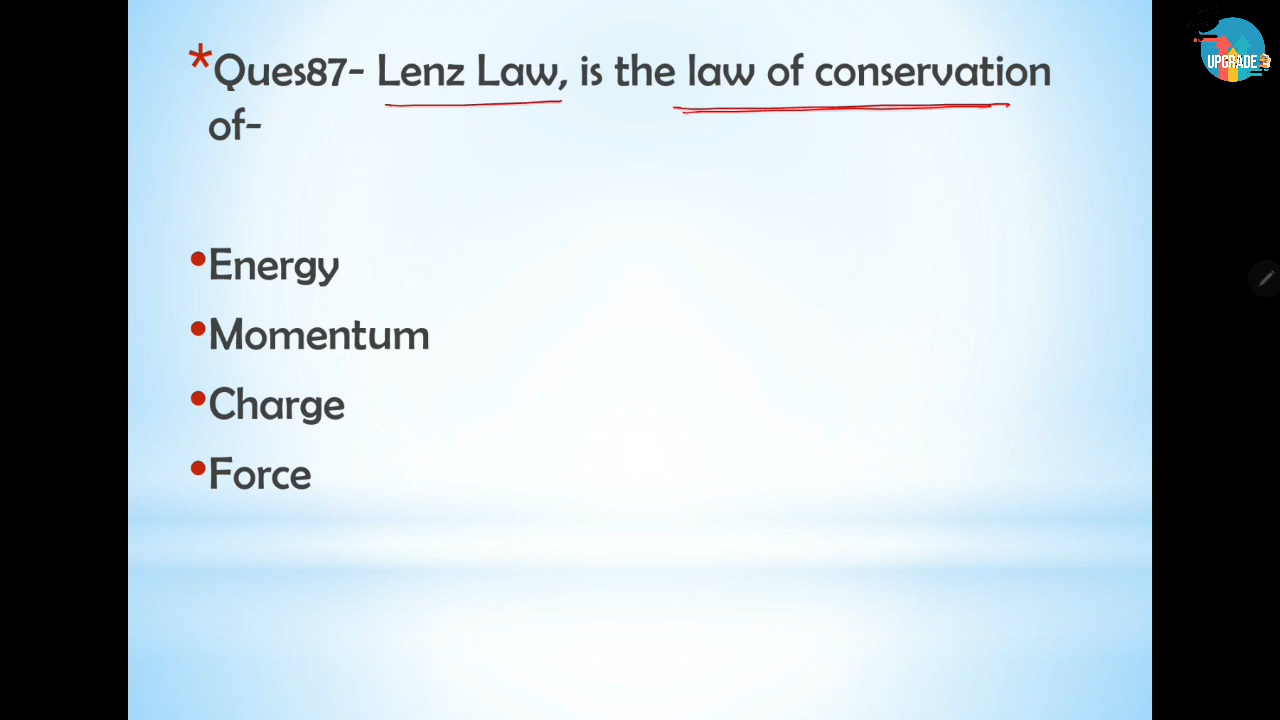 *Ques87- Lenz Law, is the law of conservation
of-
•Energy
•Momentum
•Charge
•Force
UPGRADE